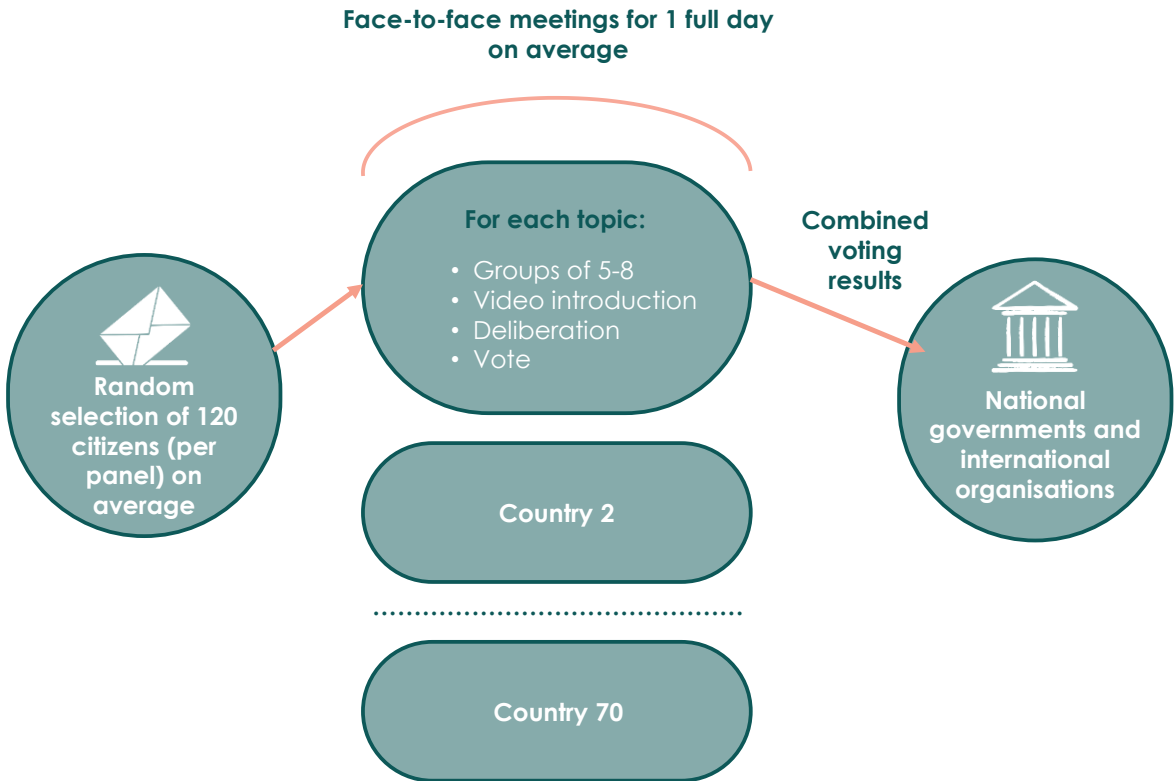 Face-to-face meetings for 1 full day
on average
For each topic:
• Groups of 5-8
• Video introduction
• Deliberation
• Vote
Combined
voting
results
Random
selection of 120
citizens (per
panel) on
average
National
governments and
international
organisations
Country 2
Country 70